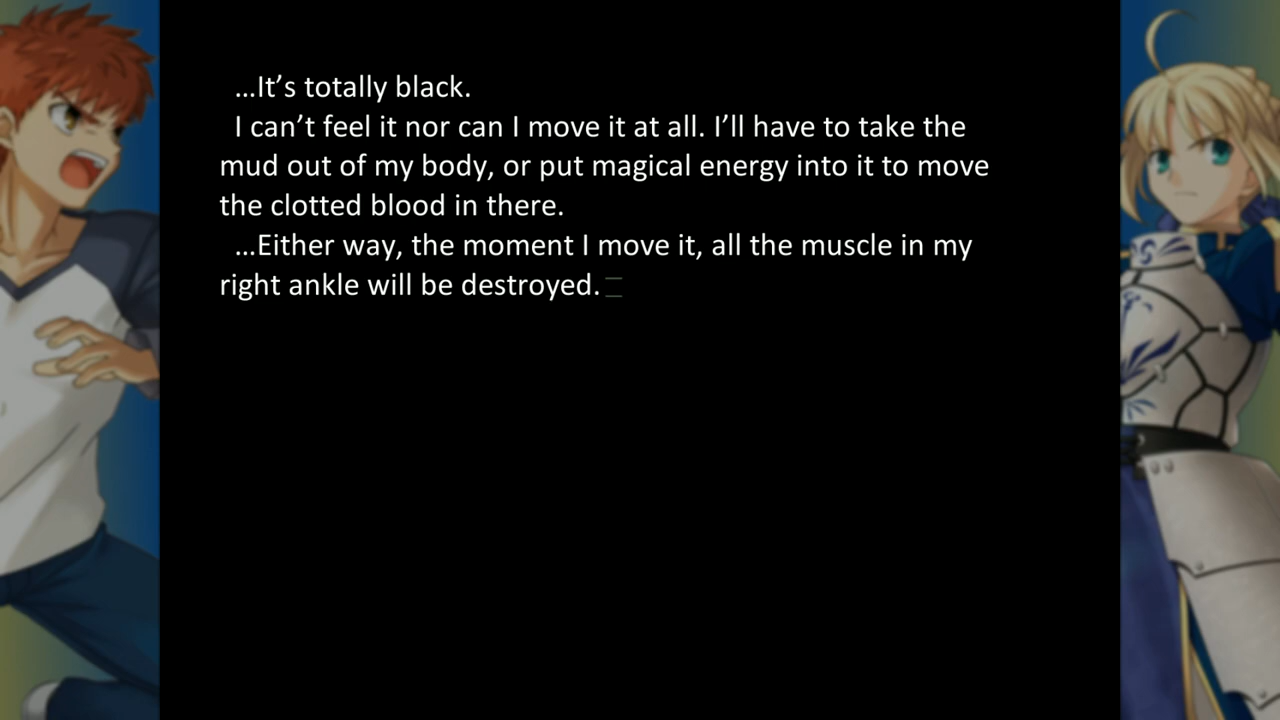 …It’s totally black.
I can’t feel it nor can I move it at all. I’ll have to take the
mud out of my body, or put magical energy into it to move
the clotted blood in there.
…Either way, the moment I move it, all the muscle in my
right ankle will be destroyed.